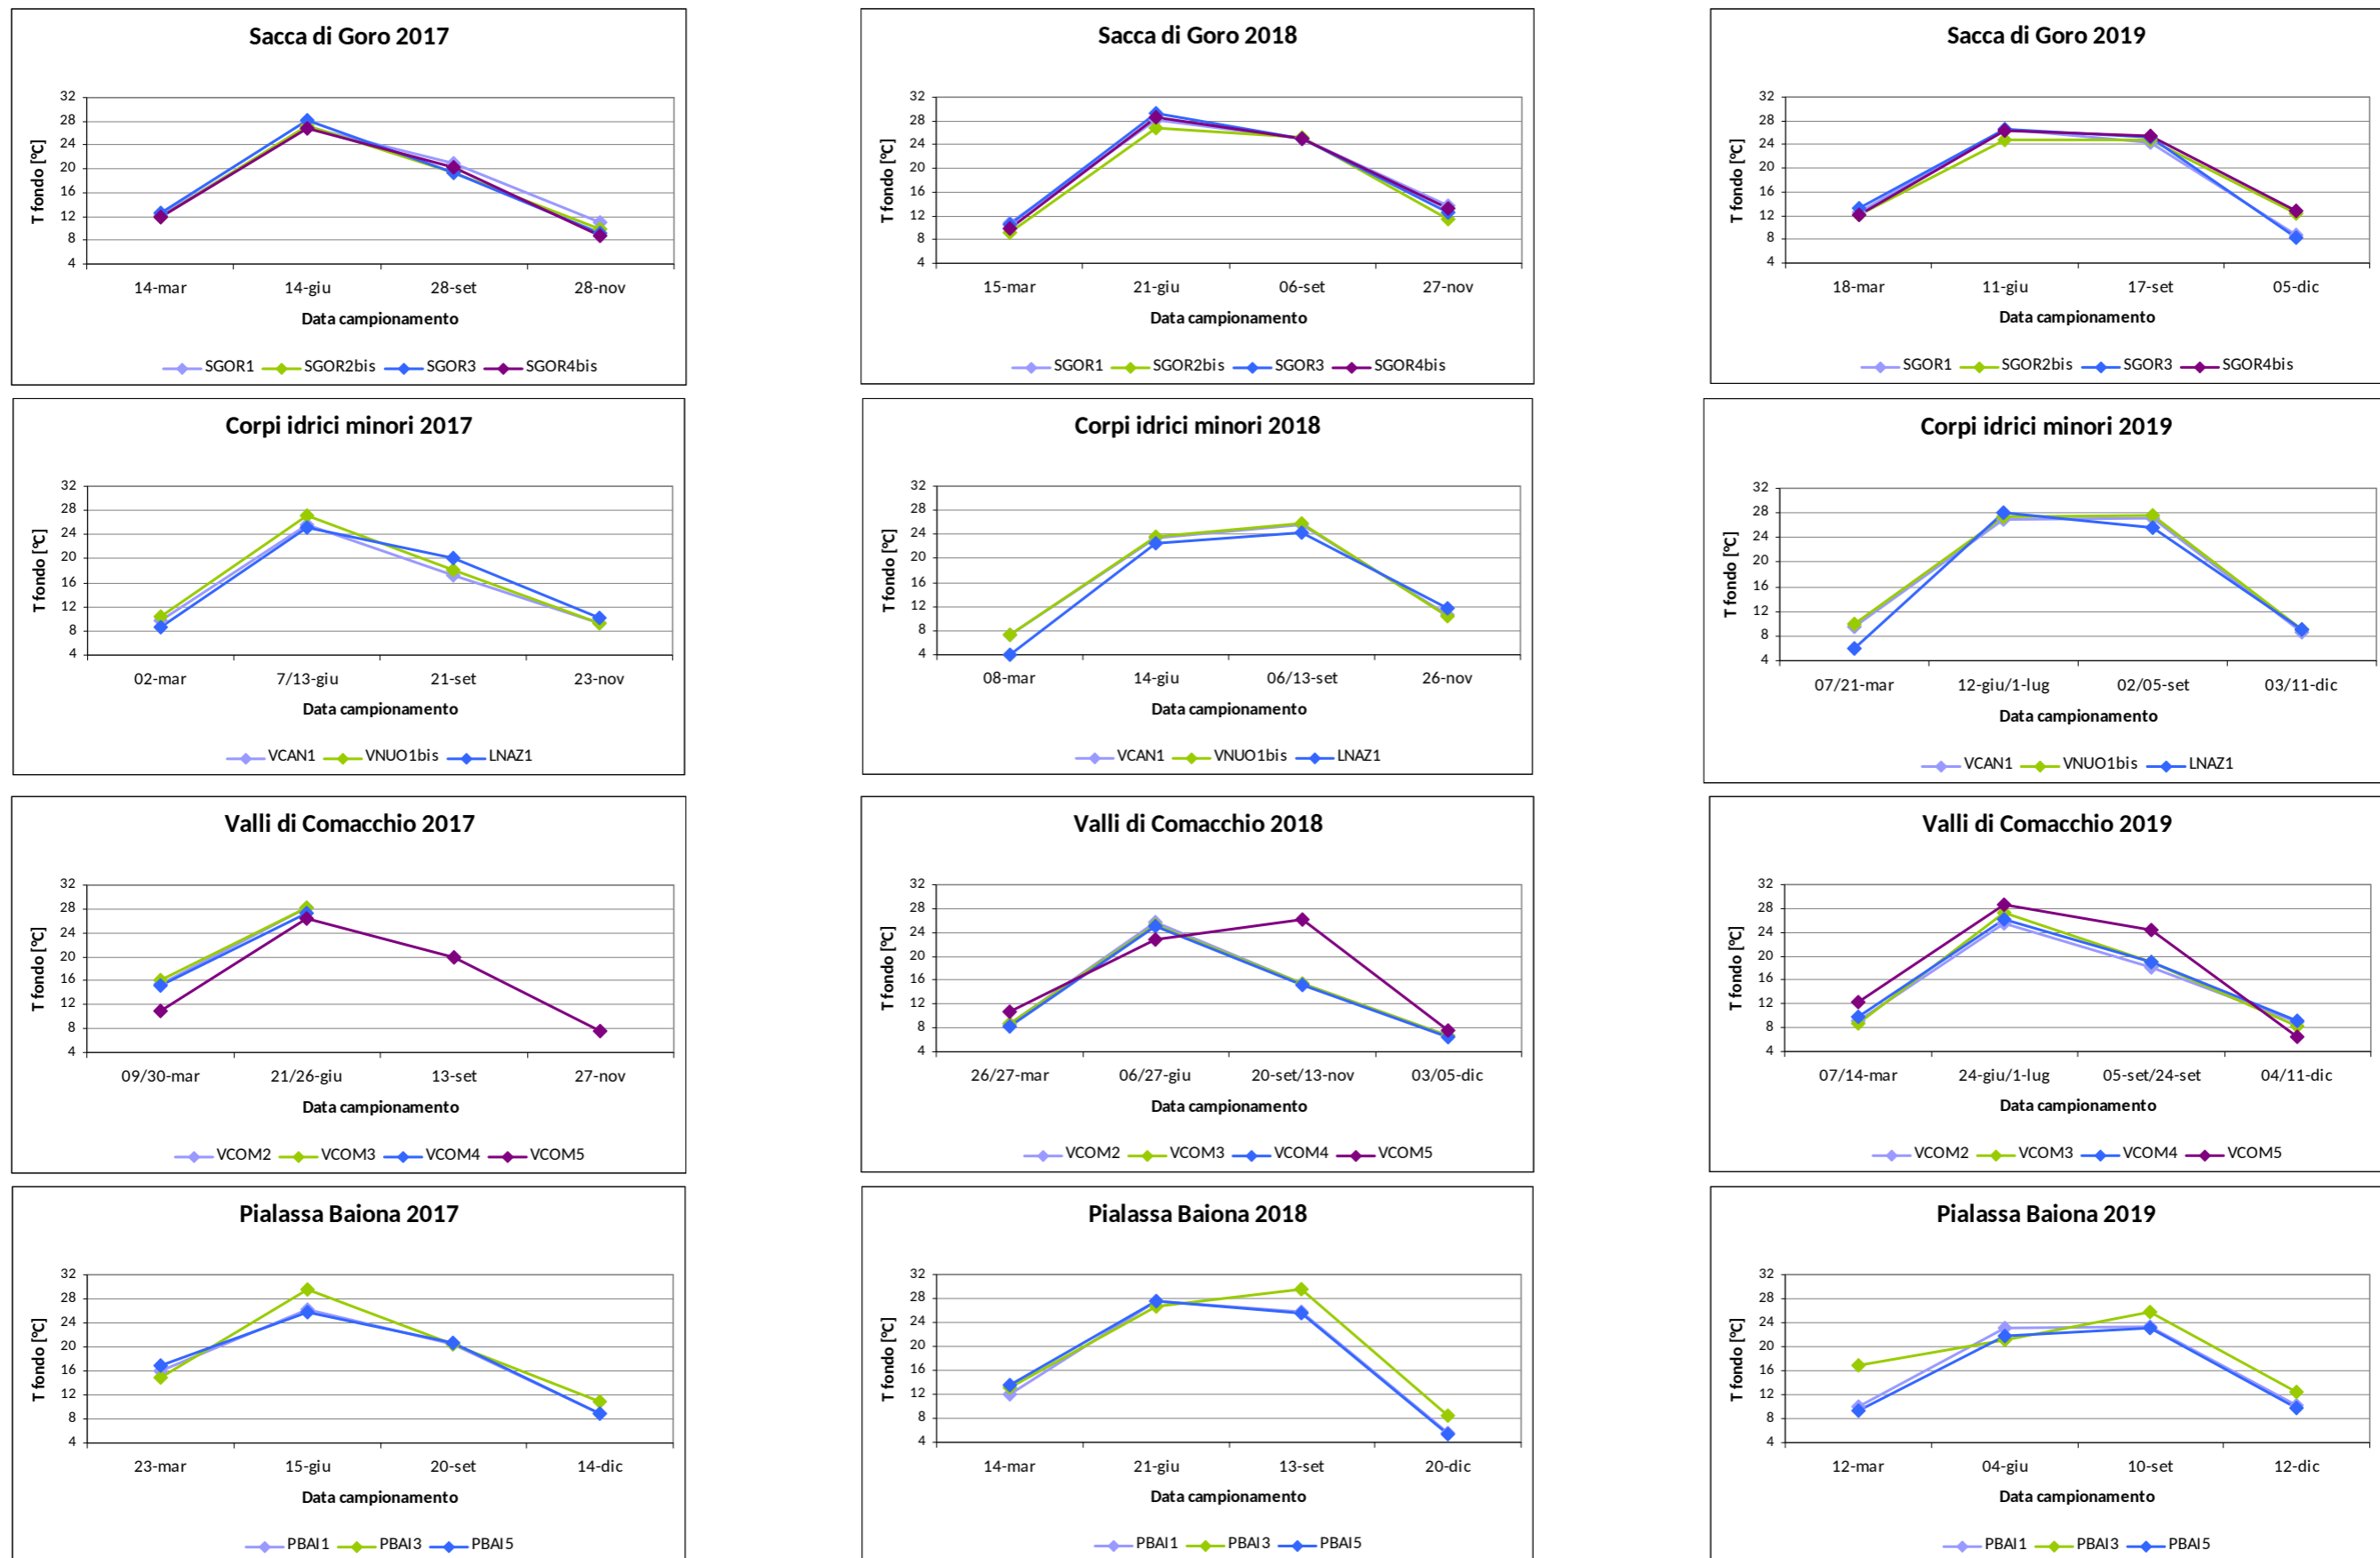 Sacca di Goro 2017
T fondo [°C]
32
28
24
20
16
12
8
4
14-mar 14-giu 28-set 28-nov
Data campionamento
SGOR1 SGOR2bis SGOR3 SGOR4bis
Sacca di Goro 2018
T fondo [°C]
32
28
24
20
16
12
8
4
15-mar 21-giu 06-set 27-nov
Data campionamento
SGOR1 SGOR2bis SGOR3 SGOR4bis
Sacca di Goro 2019
T fondo [°C]
32
28
24
20
16
12
8
4
18-mar 11-giu 17-set 05-dic
Data campionamento
SGOR1 SGOR2bis SGOR3 SGOR4bis
Corpi idrici minori 2017
T fondo [°C]
32
28
24
20
16
12
8
4
02-mar 7/13-giu 21-set 23-nov
Data campionamento
VCAN1 VNUO1bis LNAZ1
Corpi idrici minori 2018
T fondo [°C]
32
28
24
20
16
12
8
4
08-mar 14-giu 06/13-set 26-nov
Data campionamento
VCAN1 VNUO1bis LNAZ1
Corpi idrici minori 2019
T fondo [°C]
32
28
24
20
16
12
8
4
07/21-mar 12-giu/1-lug 02/05-set 03/11-dic
Data campionamento
VCAN1 VNUO1bis LNAZ1
Valli di Comacchio 2017
T fondo [°C]
32
28
24
20
16
12
8
4
09/30-mar 21/26-giu 13-set 27-nov
Data campionamento
VCOM2 VCOM3 VCOM4 VCOM5
Valli di Comacchio 2018
T fondo [°C]
32
28
24
20
16
12
8
4
26/27-mar 06/27-giu 20-set/13-nov 03/05-dic
Data campionamento
VCOM2 VCOM3 VCOM4 VCOM5
Valli di Comacchio 2019
T fondo [°C]
32
28
24
20
16
12
8
4
07/14-mar 24-giu/1-lug 05-set/24-set 04/11-dic
Data campionamento
VCOM2 VCOM3 VCOM4 VCOM5
Pialassa Baiona 2017
T fondo [°C]
32
28
24
20
16
12
8
4
23-mar 15-giu 20-set 14-dic
Data campionamento
PBAI1 PBAI3 PBAI5
Pialassa Baiona 2018
T fondo [°C]
32
28
24
20
16
12
8
4
14-mar 21-giu 13-set 20-dic
Data campionamento
PBAI1 PBAI3 PBAI5
Pialassa Baiona 2019
T fondo [°C]
32
28
24
20
16
12
8
4
12-mar 04-giu 10-set 12-dic
Data campionamento
PBAI1 PBAI3 PBAI5